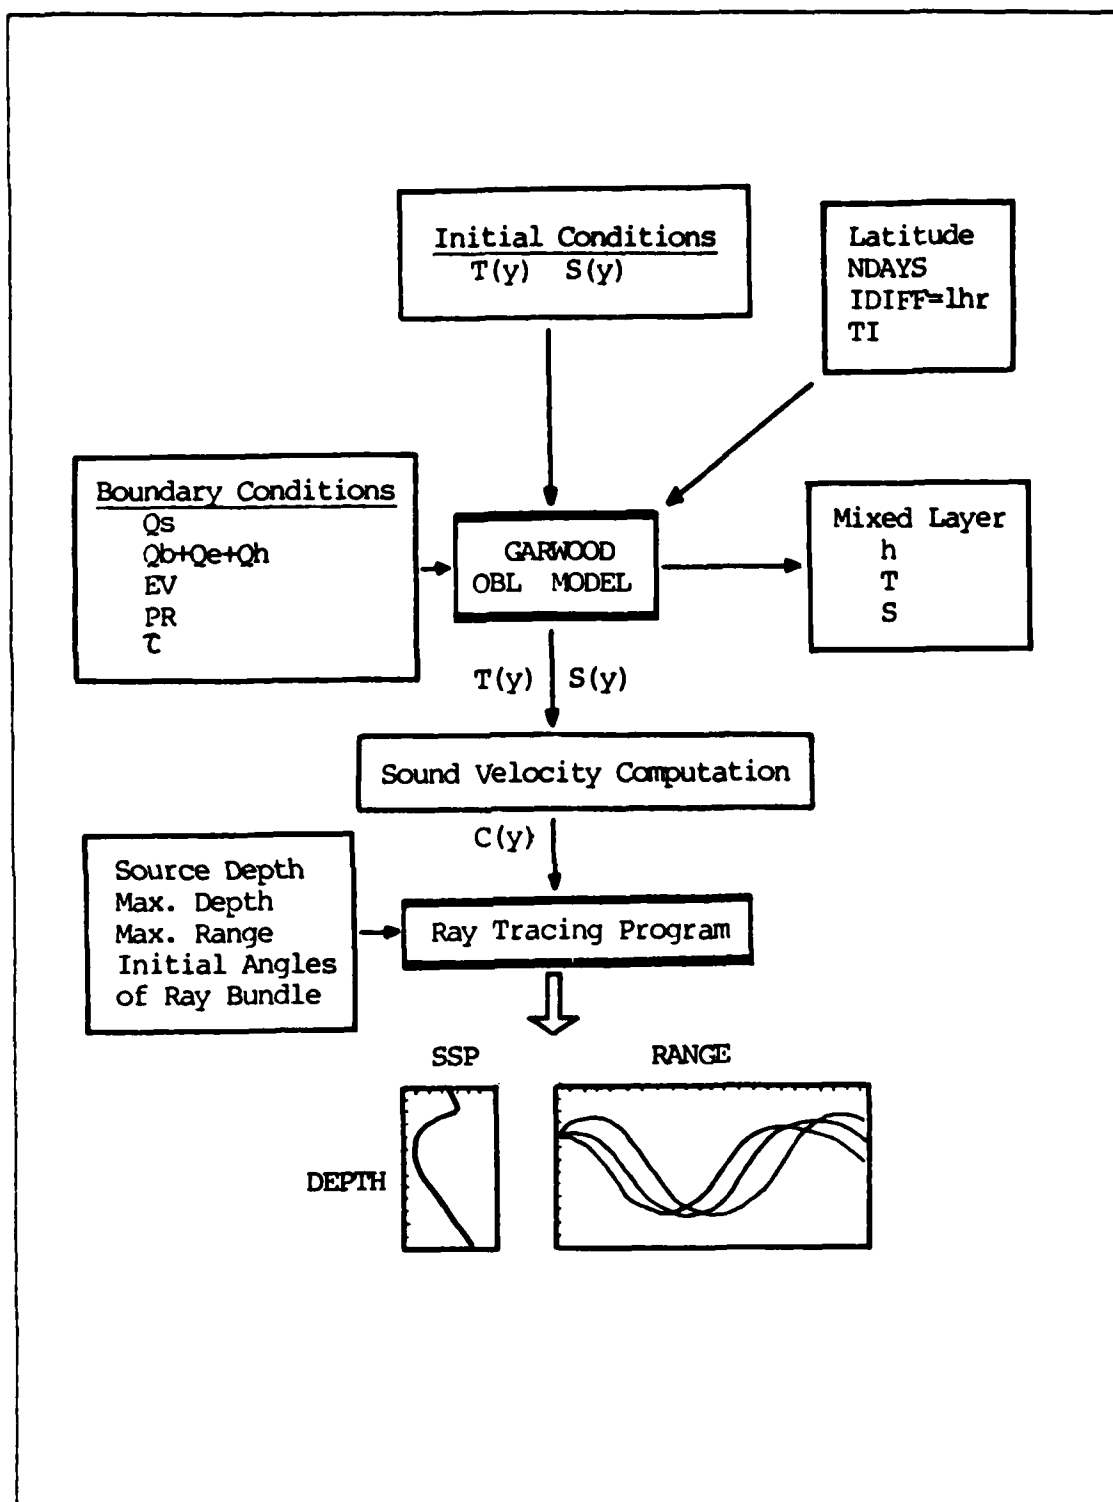 Initial Conditions
T(y) S(y)
Latitude
NDAYS
IDIFF=1hr
TI
Boundary Conditions
Qs
Qb+Qe+Qh
EV
PR
τ
GARWOOD
OBL MODEL
Mixed Layer
h
T
S
T(y) S(y)
Sound Velocity Computation
C(y)
Source Depth
Max. Depth
Max. Range
Initial Angles
of Ray Bundle
Ray Tracing Program
SSP RANGE
DEPTH